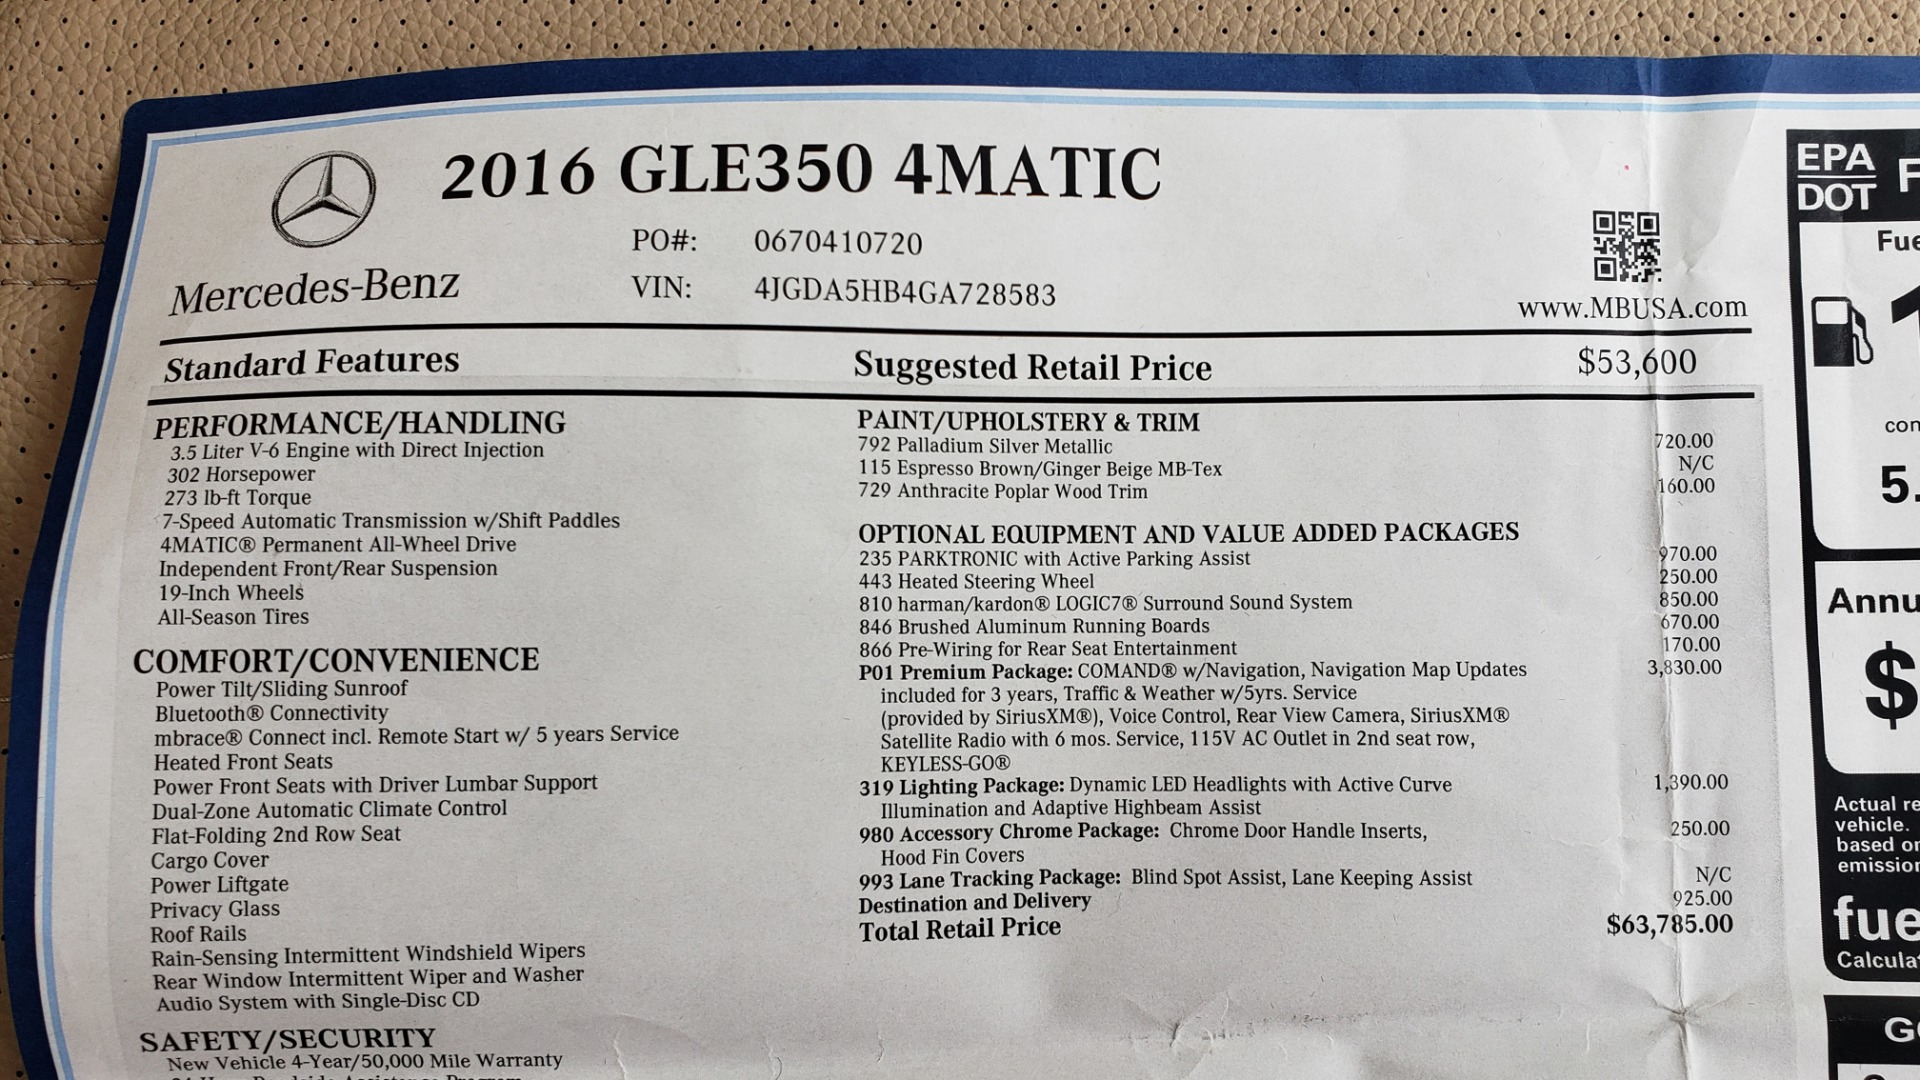 2016 GLE350 4MATIC
Mercedes-Benz
PO#: 0670410720
VIN: 4JGDA5HB4GA728583
www.MBUSA.com
Standard Features
PERFORMANCE/HANDLING
3.5 Liter V-6 Engine with Direct Injection
302 Horsepower
273 lb-ft Torque
7-Speed Automatic Transmission w/Shift Paddles
4MATIC® Permanent All-Wheel Drive
Independent Front/Rear Suspension
19-Inch Wheels
All-Season Tires
COMFORT/CONVENIENCE
Power Tilt/Sliding Sunroof
Bluetooth® Connectivity
mbrace® Connect incl. Remote Start w/ 5 years Service
Heated Front Seats
Power Front Seats with Driver Lumbar Support
Dual-Zone Automatic Climate Control
Flat-Folding 2nd Row Seat
Cargo Cover
Power Liftgate
Privacy Glass
Roof Rails
Rain-Sensing Intermittent Windshield Wipers
Rear Window Intermittent Wiper and Washer
Audio System with Single-Disc CD
SAFETY/SECURITY
New Vehicle 4-Year/50,000 Mile Warranty
Suggested Retail Price $53,600
PAINT/UPHOLSTERY & TRIM
792 Palladium Silver Metallic 720.00
115 Espresso Brown/Ginger Beige MB-Tex N/C
729 Anthracite Poplar Wood Trim 160.00
OPTIONAL EQUIPMENT AND VALUE ADDED PACKAGES
235 PARKTRONIC with Active Parking Assist 970.00
443 Heated Steering Wheel 250.00
810 harman/kardon® LOGIC7® Surround Sound System 850.00
846 Brushed Aluminum Running Boards 670.00
866 Pre-Wiring for Rear Seat Entertainment 170.00
P01 Premium Package: COMAND® w/Navigation, Navigation Map Updates 3,830.00
included for 3 years, Traffic & Weather w/5yrs. Service
(provided by SiriusXM®), Voice Control, Rear View Camera, SiriusXM®
Satellite Radio with 6 mos. Service, 115V AC Outlet in 2nd seat row,
KEYLESS-GO®
319 Lighting Package: Dynamic LED Headlights with Active Curve 1,390.00
Illumination and Adaptive Highbeam Assist
980 Accessory Chrome Package: Chrome Door Handle Inserts, 250.00
Hood Fin Covers
993 Lane Tracking Package: Blind Spot Assist, Lane Keeping Assist N/C
Destination and Delivery 925.00
Total Retail Price $63,785.00
EPA
DOT
5.
$
Actual
vehicle.
based